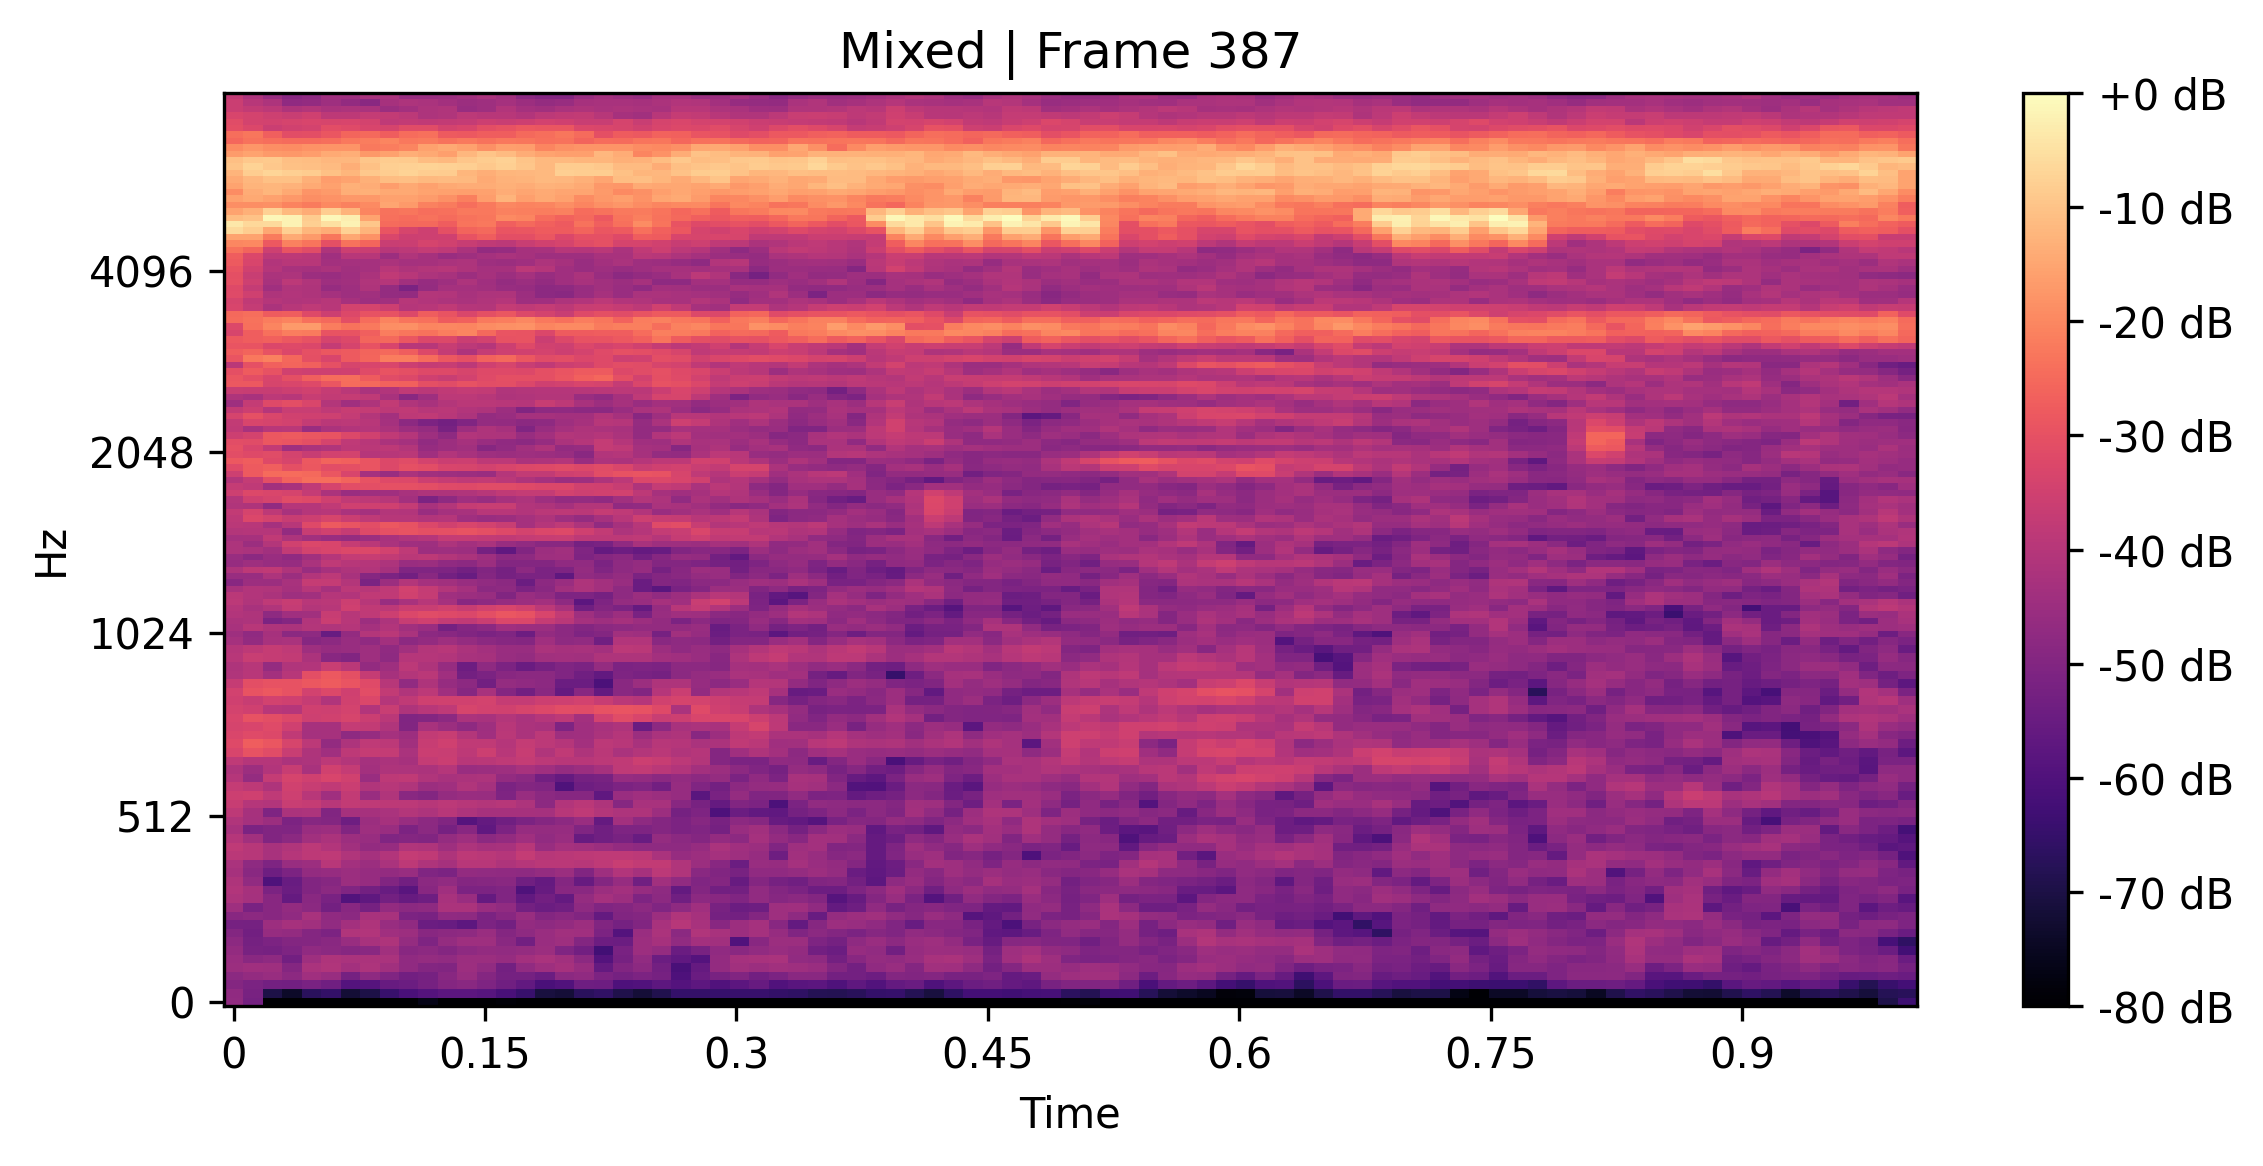 Mixed | Frame 387
+0 dB
-10 dB
-20 dB
-30 dB
-40 dB
-50 dB
-60 dB
-70 dB
-80 dB
Hz
4096
2048
1024
512
0
0 0.15 0.3 0.45 0.6 0.75 0.9
Time